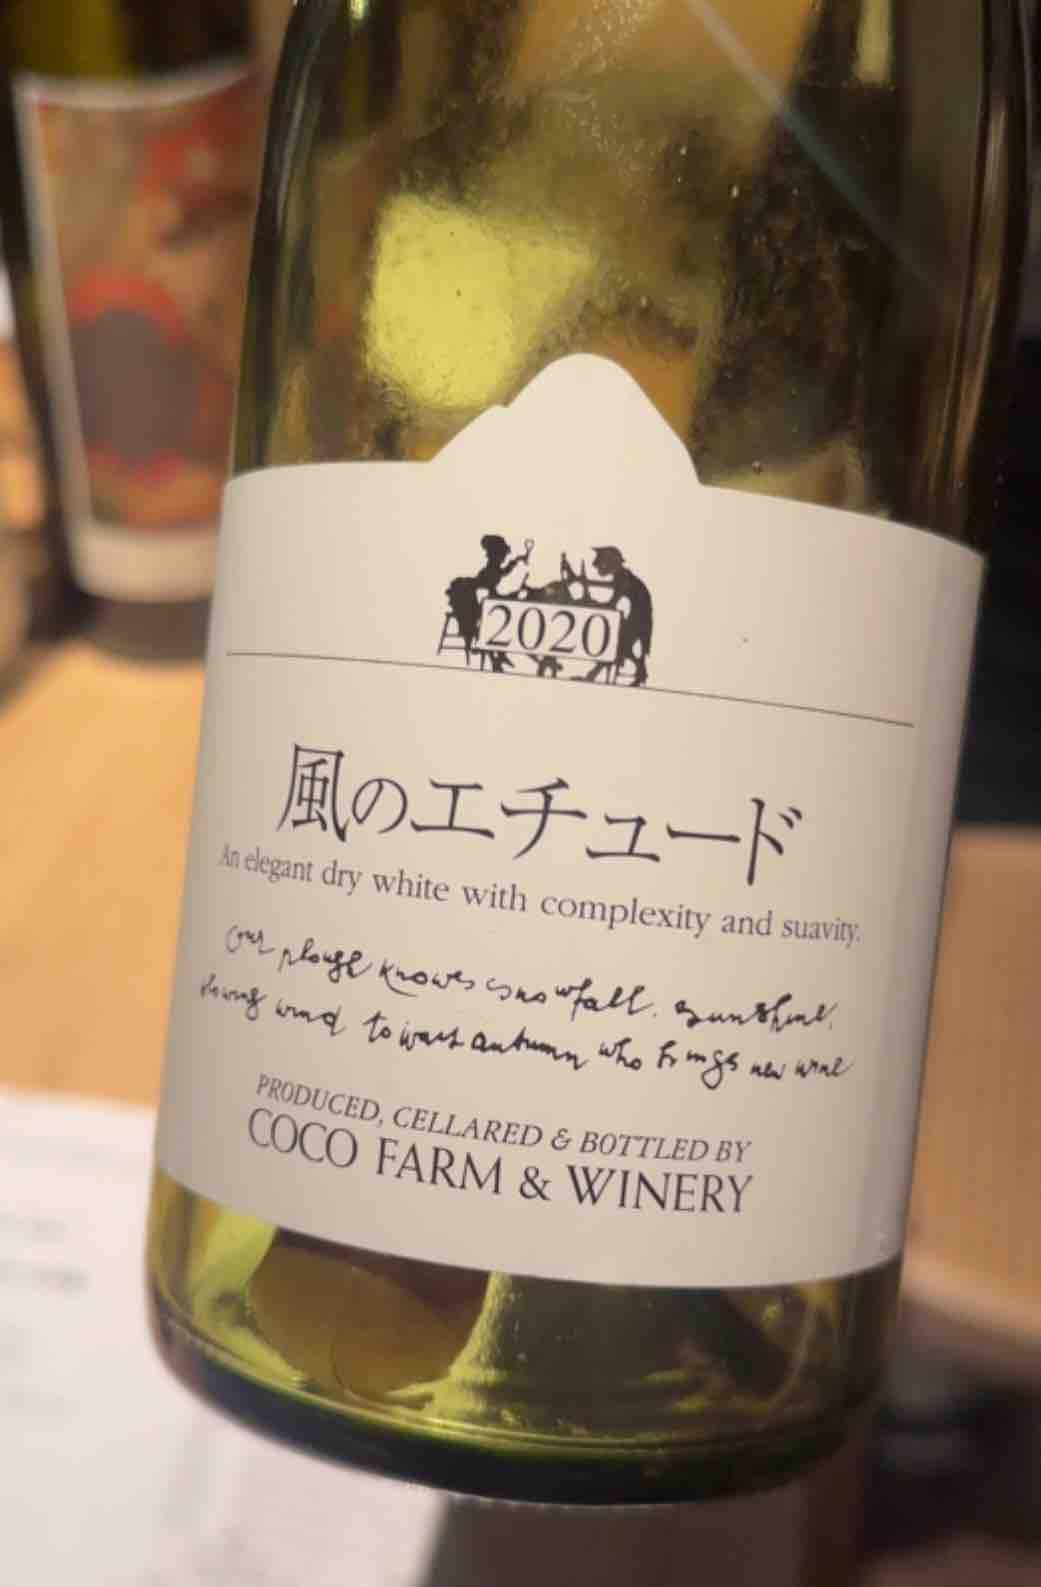 2020
風のエチュード
An elegant dry white with complexity and suavity.
Our plough knows snowfall, sunshine,
wind to wait autumn who brings new wine
PRODUCED, CELLARED & BOTTLED BY
COCO FARM & WINERY